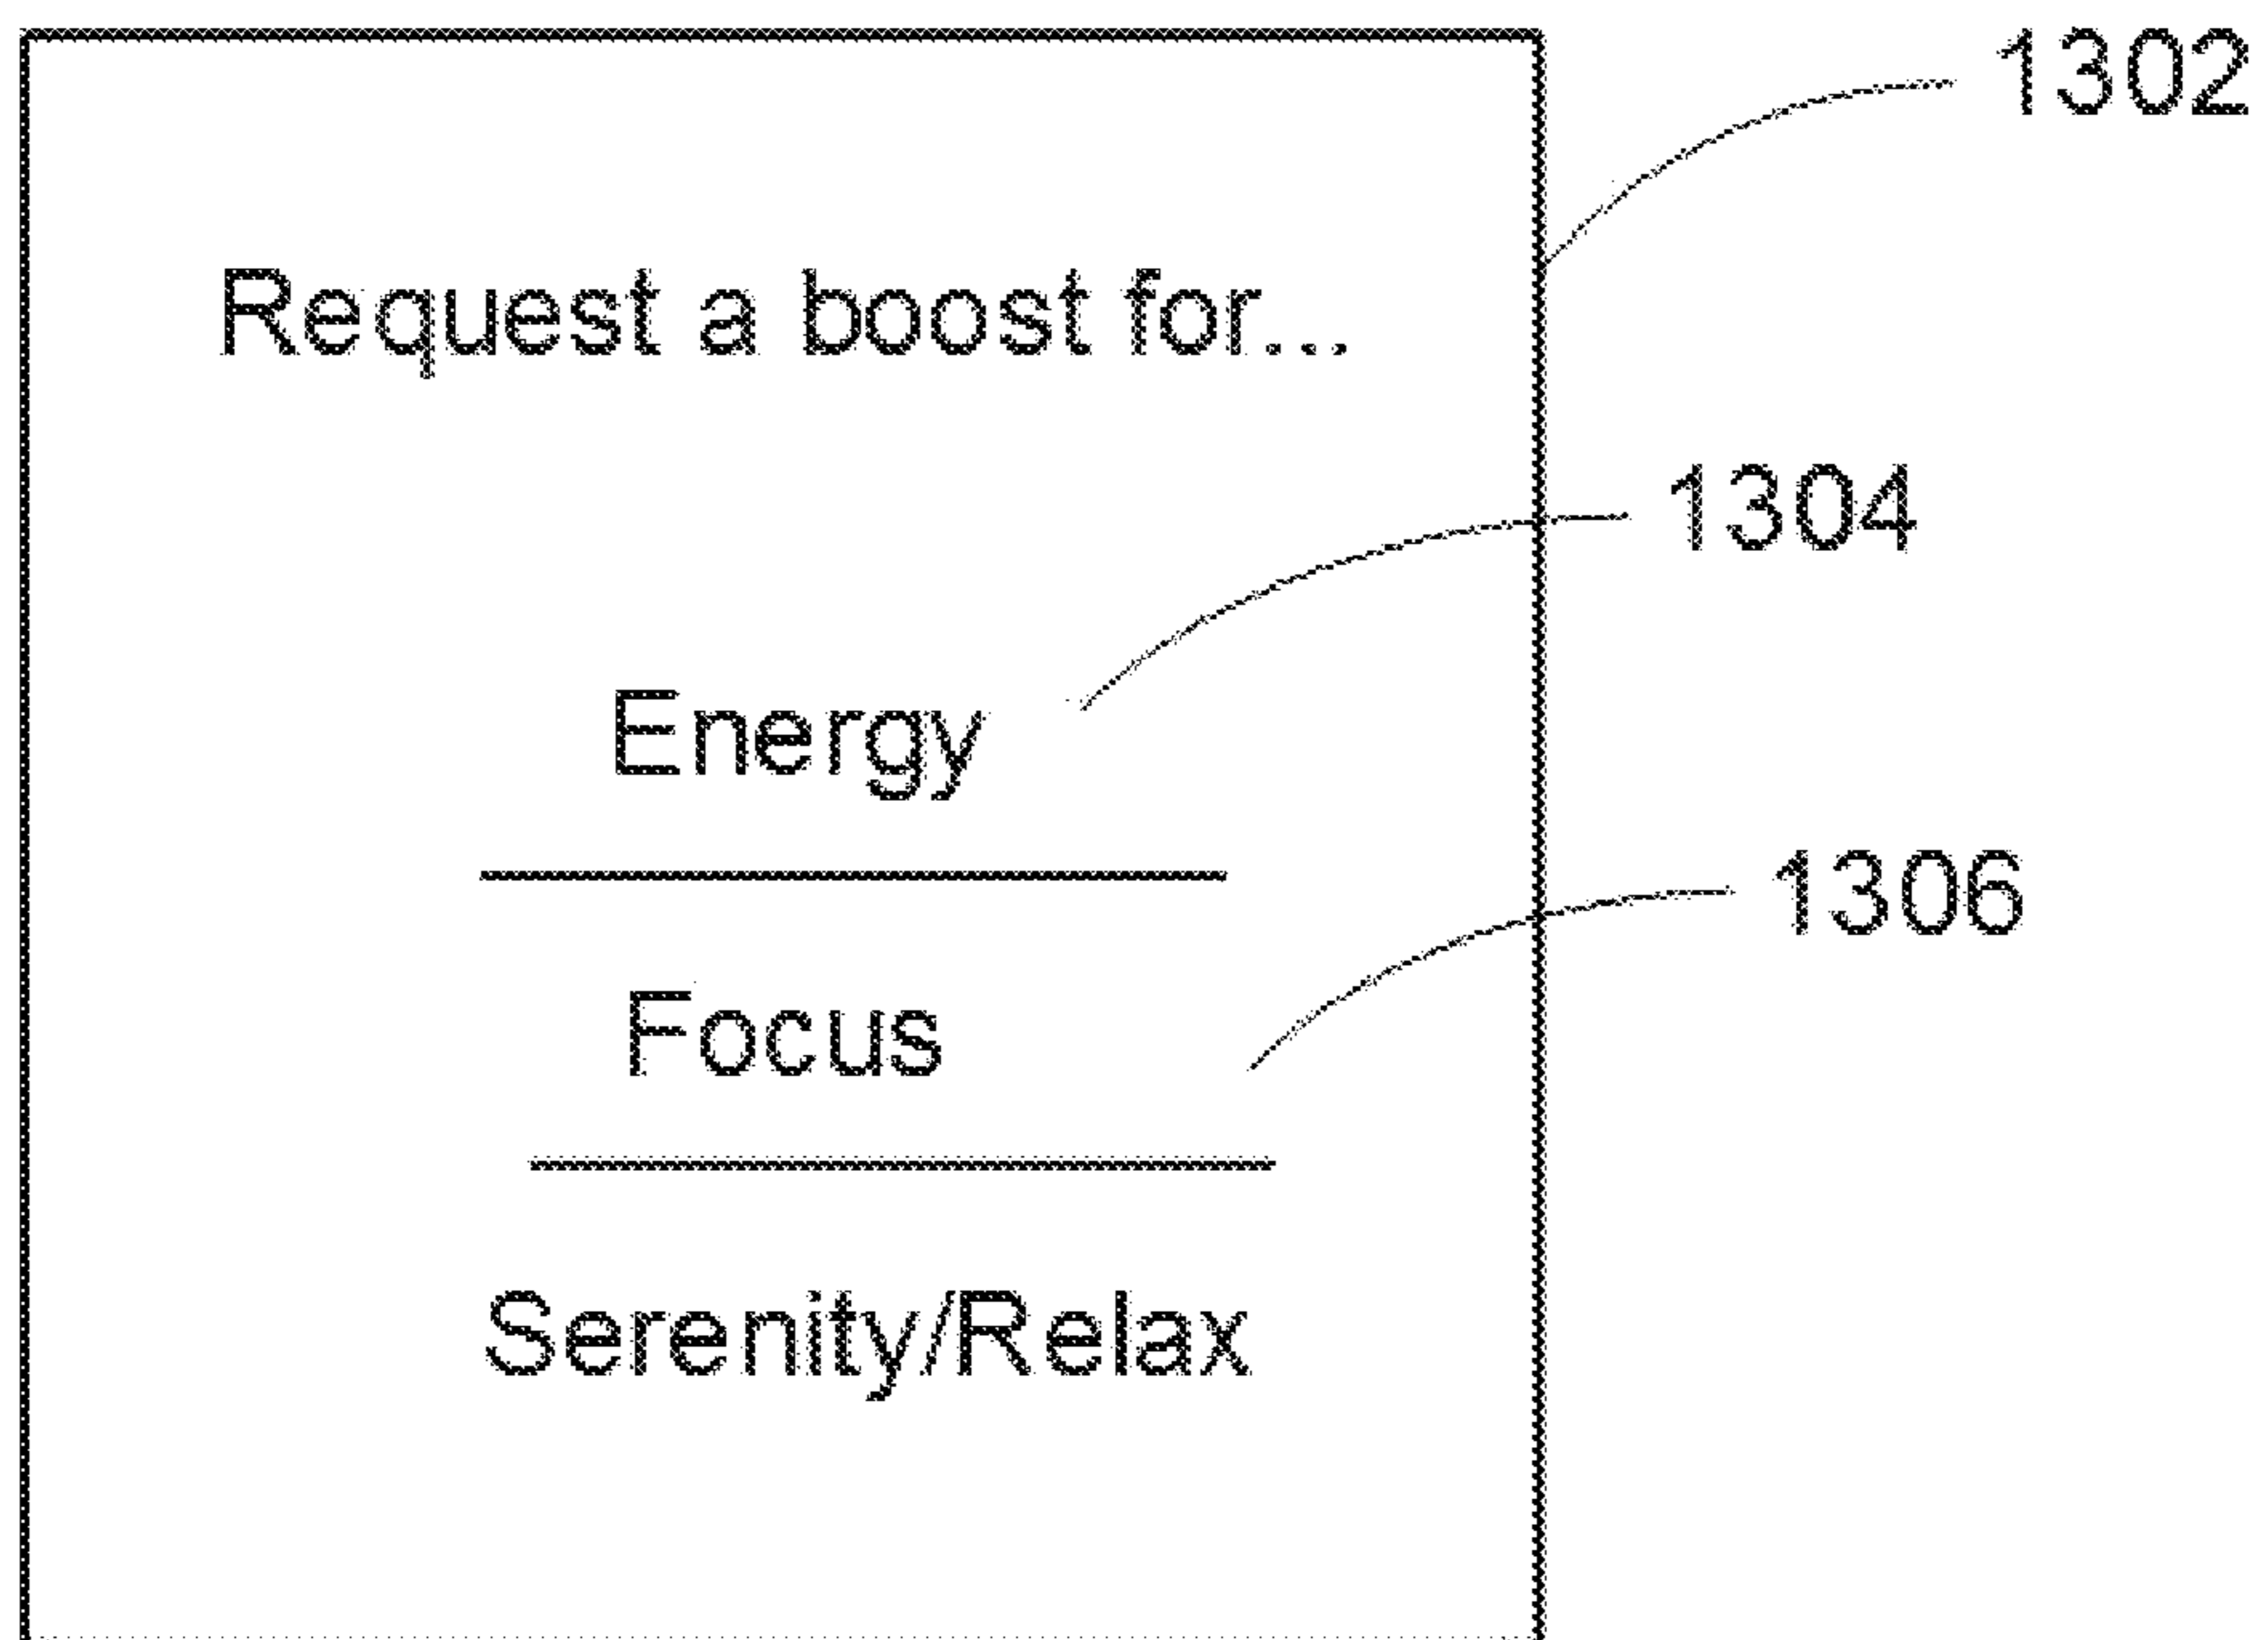 1302
Request a boost for...
1304
Energy
1306
Focus
Serenity/Relax